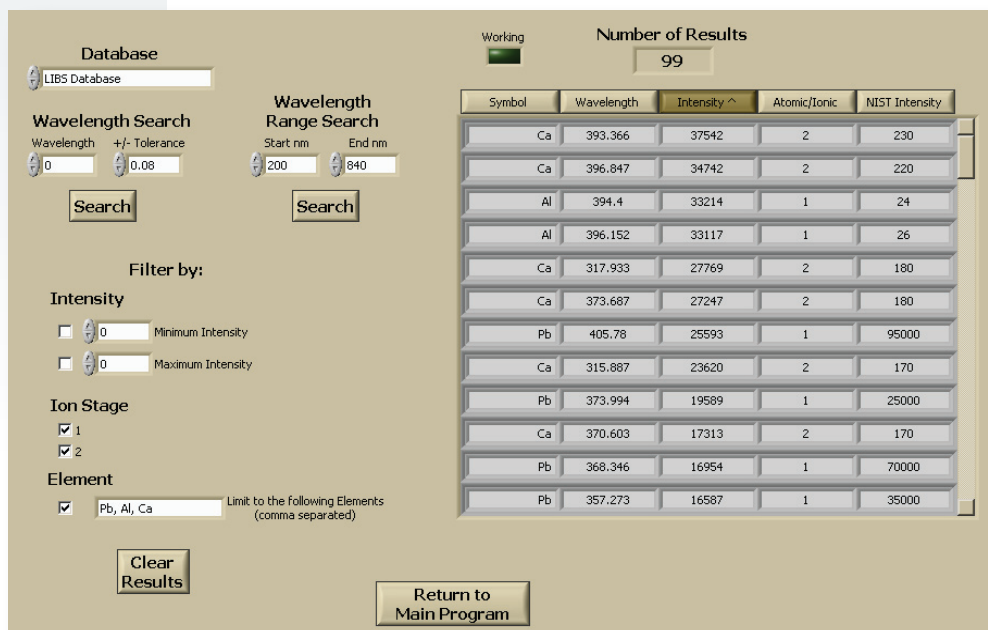 Database
LIBS Database
Wavelength Search
Wavelength +/- Tolerance
0 0.08
Search
Wavelength
Range Search
Start nm End nm
200 840
Search
Filter by:
Intensity
0 Minimum Intensity
0 Maximum Intensity
Ion Stage
1
2
Element
Pb, Al, Ca
Limit to the following Elements
(comma separated)
Clear
Results
Return to
Main Program
Working
Number of Results
99
Symbol Wavelength Intensity ^ Atomic/Ionic NIST Intensity
Ca 393.366 37542 2 230
Ca 396.847 34742 2 220
Al 394.4 33214 1 24
Al 396.152 33117 1 26
Ca 317.933 27769 2 180
Ca 373.687 27247 2 180
Pb 405.78 25593 1 95000
Ca 315.887 23620 2 170
Pb 373.994 19589 1 25000
Ca 370.603 17313 2 170
Pb 368.346 16954 1 70000
Pb 357.273 16587 1 35000